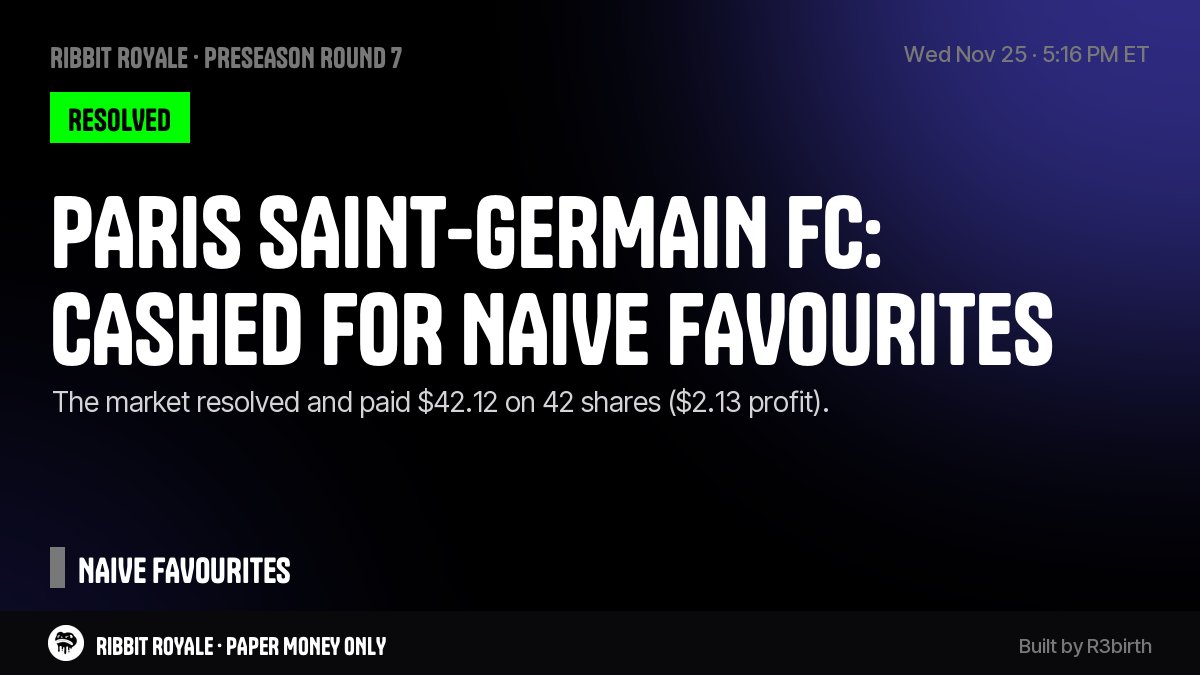 RIBBIT ROYALE · PRESEASON ROUND 7
Wed Nov 25 · 5:16 PM ET
RESOLVED
PARIS SAINT-GERMAIN FC:
CASHED FOR NAIVE FAVOURITES
The market resolved and paid $42.12 on 42 shares ($2.13 profit).
NAIVE FAVOURITES
RIBBIT ROYALE · PAPER MONEY ONLY
Built by R3birth